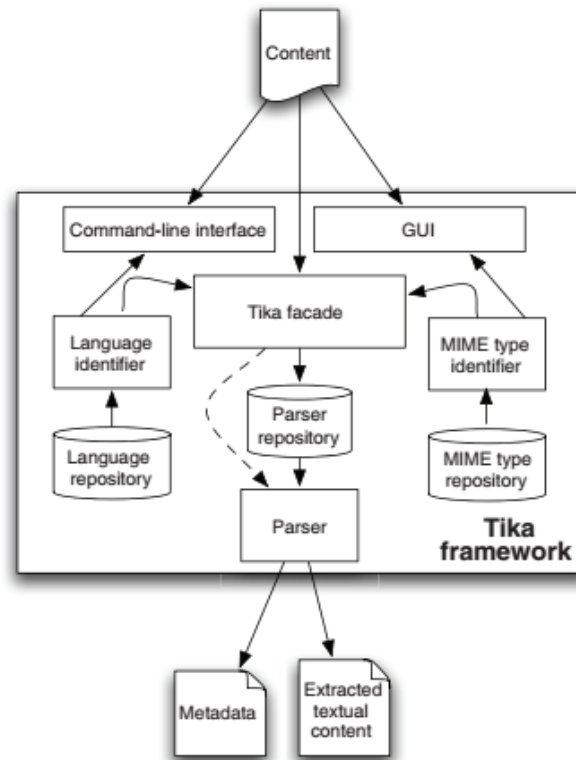 Content
Command-line interface
GUI
Tika facade
Language
identifier
MIME type
identifier
Parser
repository
Language
repository
MIME type
repository
Parser
Tika
framework
Metadata
Extracted
textual
content